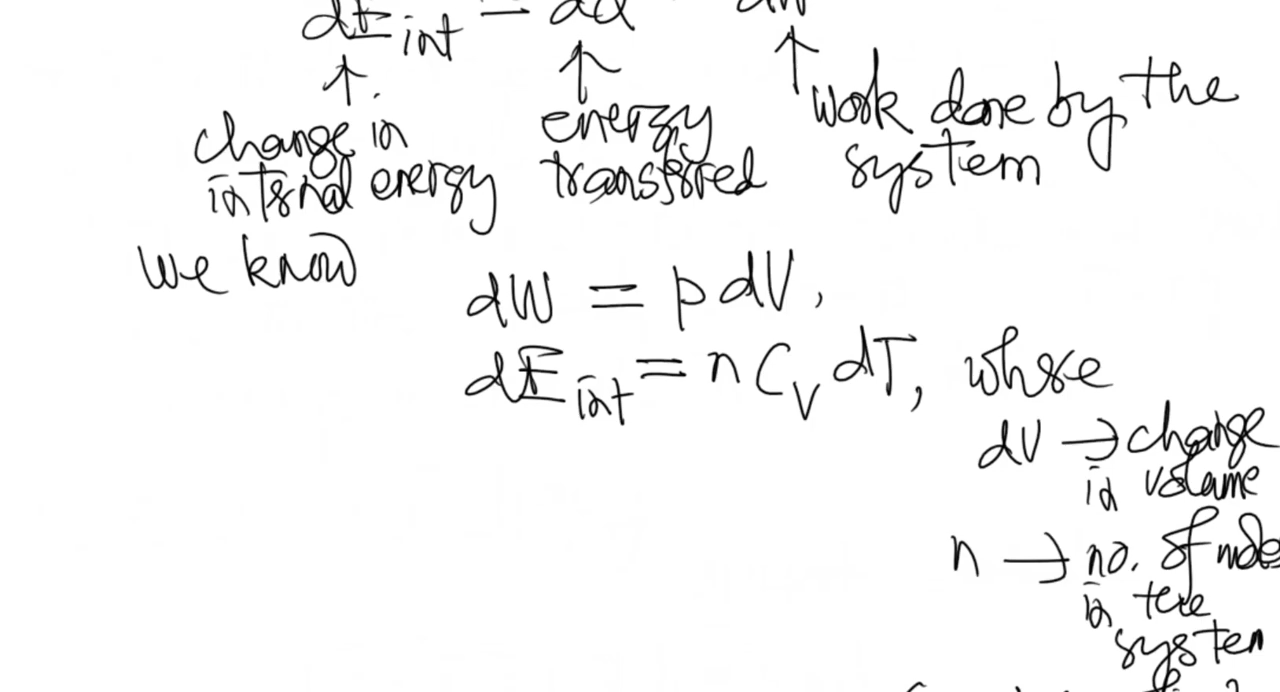 dE int = dQ - dW
↑ ↑ ↑
change in internal energy
energy transferred
work done by the system
we know
dW = p dV,
dE int = n C_V dT, where
dV → change
in volume
n → no. of moles
in the
system